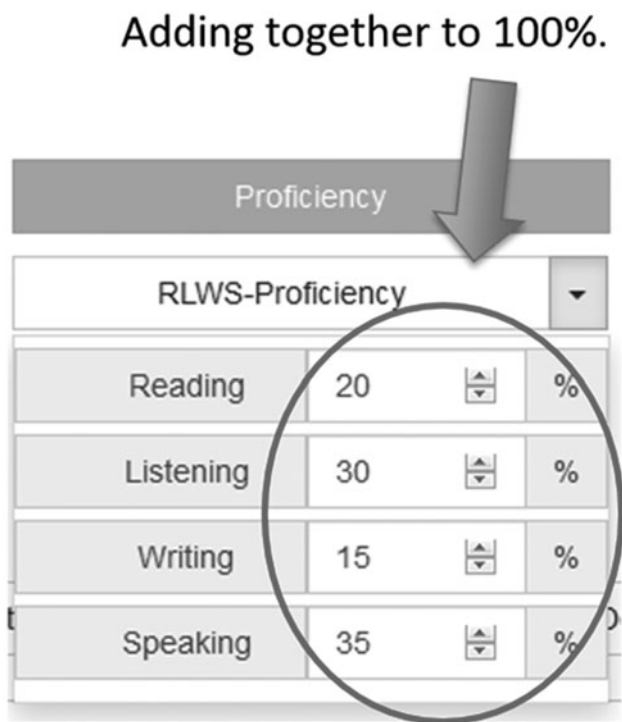 Adding together to 100%.
Proficiency
RLWS-Proficiency
Reading 20 %
Listening 30 %
Writing 15 %
Speaking 35 %